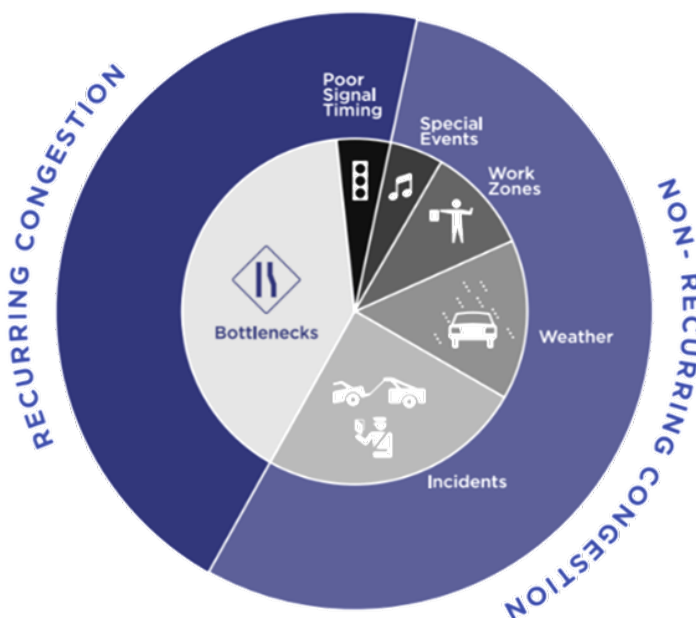 RECURRING CONGESTION
Poor
Signal
Timing
Special
Events
Work
Zones
Bottlenecks
Weather
Incidents
NON- RECURRING CONGESTION